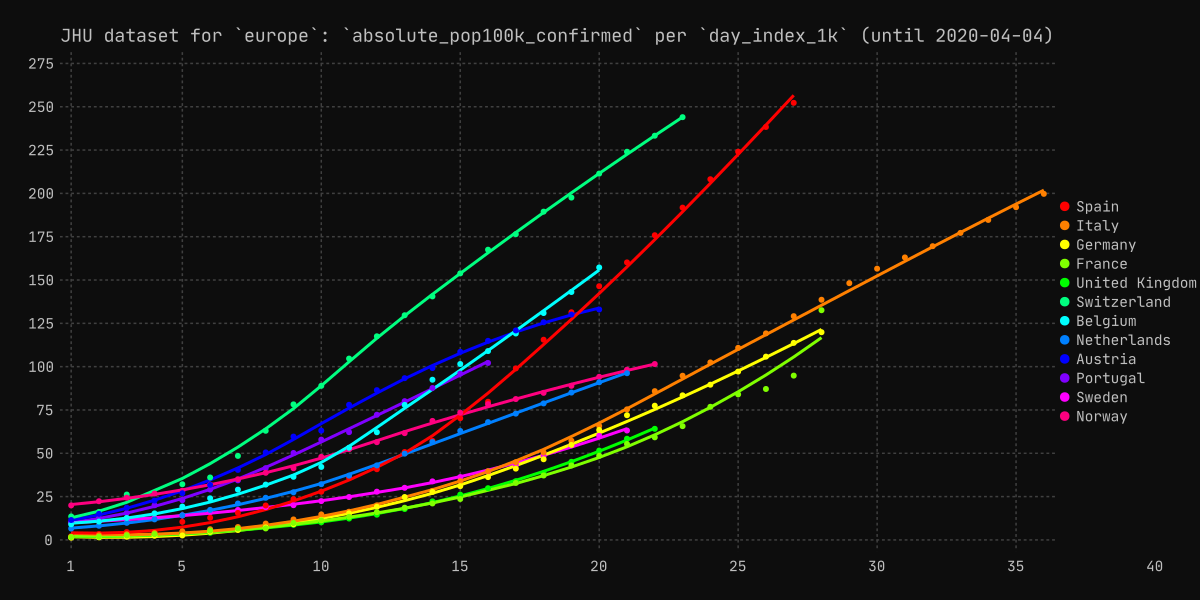 JHU dataset for `europe`: `absolute_pop100k_confirmed` per `day_index_1k` (until 2020-04-04)
275
250
225
200
175
150
125
100
75
50
25
0
1 5 10 15 20 25 30 35 40
Spain
Italy
Germany
France
United Kingdom
Switzerland
Belgium
Netherlands
Austria
Portugal
Sweden
Norway